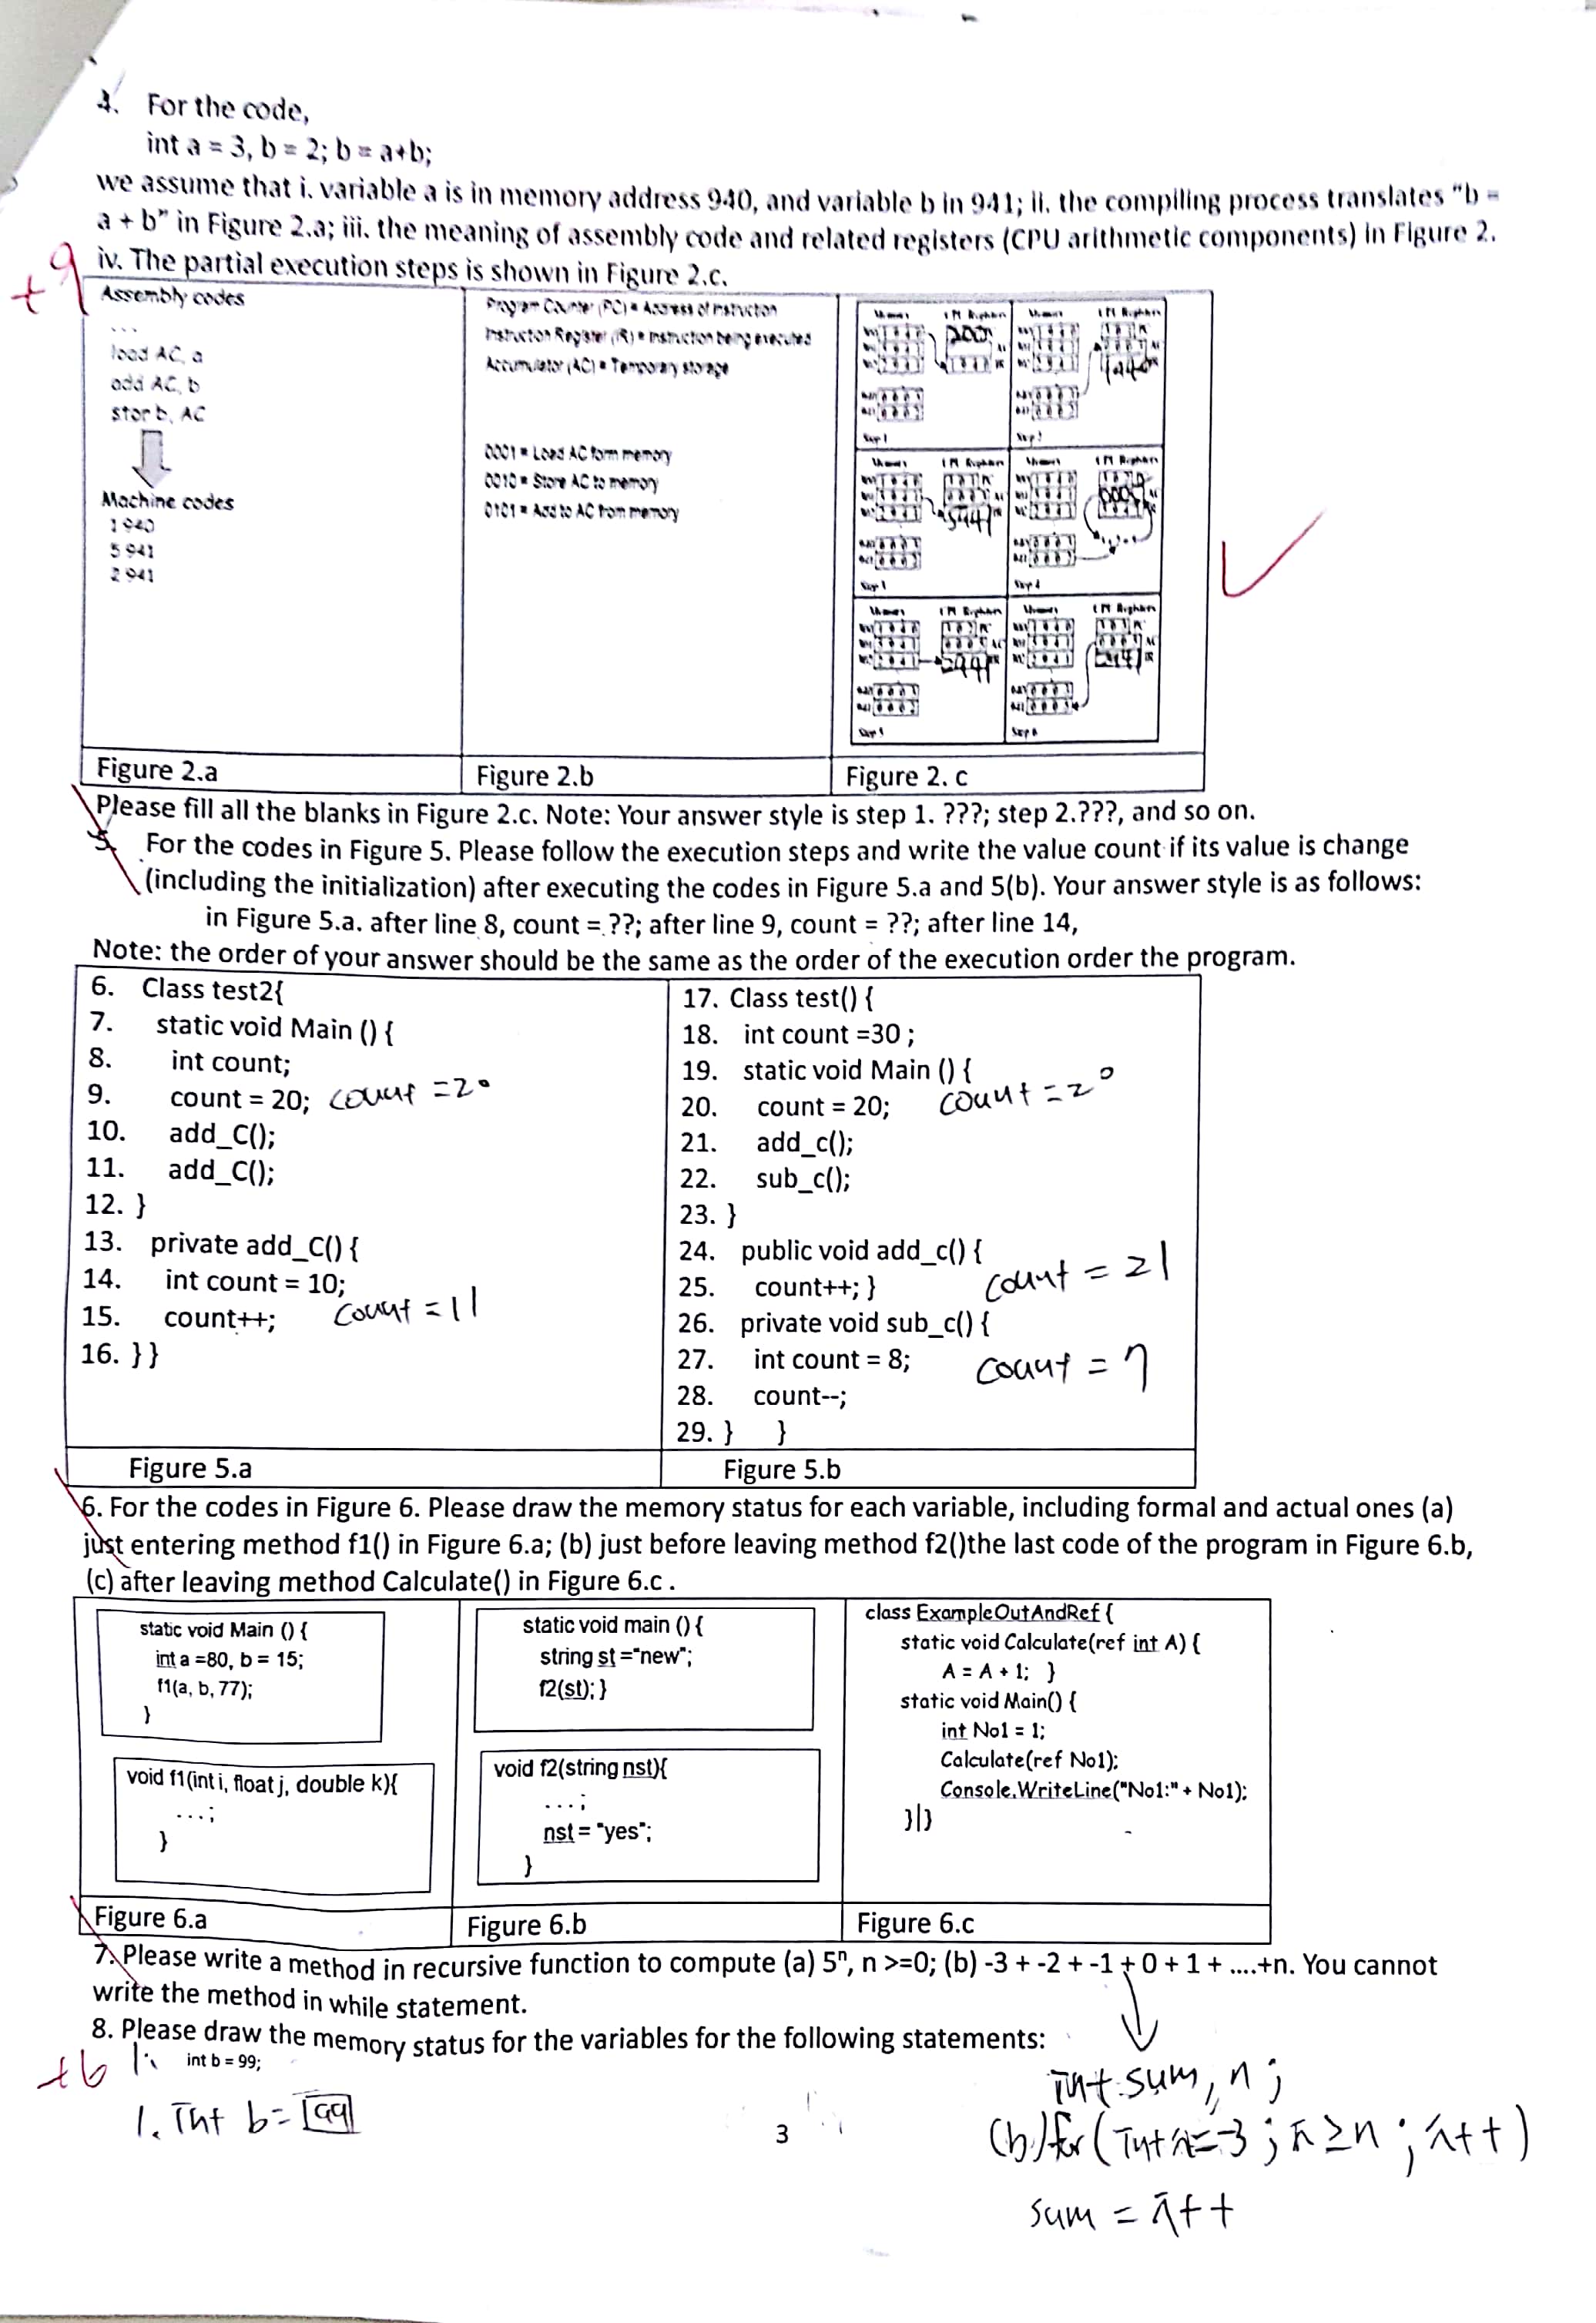 4. For the code,
int a = 3, b = 2; b = a+b;
we assume that i. variable a is in memory address 940, and variable b in 941; ii. the compiling process translates "b =
a + b" in Figure 2.a; iii. the meaning of assembly code and related registers (CPU arithmetic components) in Figure 2.
iv. The partial execution steps is shown in Figure 2.c.
+9
Assembly codes
...
load AC, a
add AC, b
stor b, AC
Machine codes
1 940
5 941
2 941
Program Counter (PC) = Address of instruction
Instruction Register (IR) = Instruction being executed
Accumulator (AC) = Temporary storage
0001 = Load AC form memory
0010 = Store AC to memory
0101 = Add to AC from memory
Step 1
Step 2
1940
Step 3
5941
Step 4
Step 5
2941
Step 6
2941
Figure 2.a
Figure 2.b
Figure 2. c
Please fill all the blanks in Figure 2.c. Note: Your answer style is step 1. ???; step 2.???, and so on.
5. For the codes in Figure 5. Please follow the execution steps and write the value count if its value is change
(including the initialization) after executing the codes in Figure 5.a and 5(b). Your answer style is as follows:
in Figure 5.a. after line 8, count = ??; after line 9, count = ??; after line 14,
Note: the order of your answer should be the same as the order of the execution order the program.
6. Class test2{
7. static void Main () {
8. int count;
9. count = 20; count = 20
10. add_C();
11. add_C();
12. }
13. private add_C() {
14. int count = 10;
15. count++; count = 11
16. } }
17. Class test() {
18. int count =30 ;
19. static void Main () {
20. count = 20; count = 20
21. add_c();
22. sub_c();
23. }
24. public void add_c() {
25. count++; } count = 21
26. private void sub_c() {
27. int count = 8; count = 7
28. count--;
29. } }
Figure 5.a
Figure 5.b
6. For the codes in Figure 6. Please draw the memory status for each variable, including formal and actual ones (a)
just entering method f1() in Figure 6.a; (b) just before leaving method f2()the last code of the program in Figure 6.b,
(c) after leaving method Calculate() in Figure 6.c .
static void Main () {
int a =80, b = 15;
f1(a, b, 77);
}
void f1(int i, float j, double k){
...;
}
static void main () {
string st ="new";
f2(st); }
void f2(string nst){
...;
nst = "yes";
}
class ExampleOutAndRef {
static void Calculate(ref int A) {
A = A + 1; }
static void Main() {
int No1 = 1;
Calculate(ref No1);
Console.WriteLine("No1:" + No1);
}|}
Figure 6.a
Figure 6.b
Figure 6.c
7. Please write a method in recursive function to compute (a) 5ⁿ, n >=0; (b) -3 + -2 + -1 + 0 + 1 + ....+n. You cannot
write the method in while statement.
8. Please draw the memory status for the variables for the following statements:
+6
1. int b = 99;
1. Int b= 99
3
int sum, n;
(b) for (int i=-3; i≥n; i++)
sum = i++